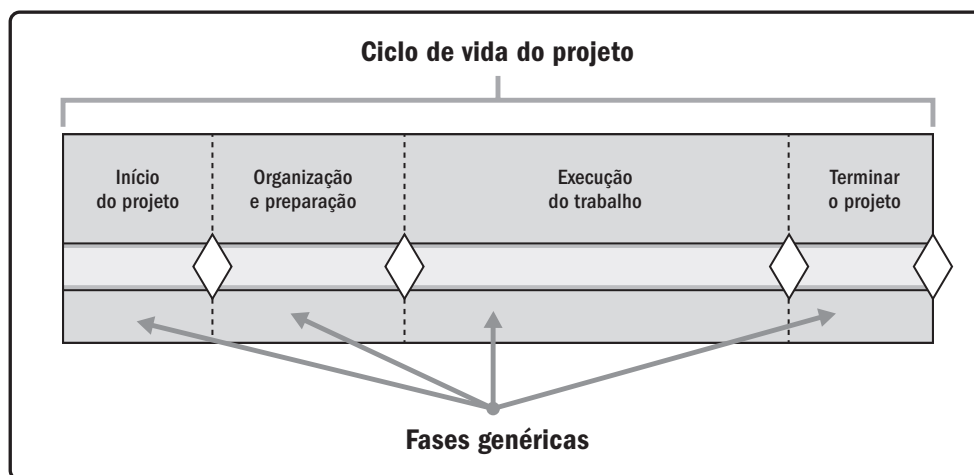 Ciclo de vida do projeto
Início
do projeto
Organização
e preparação
Execução
do trabalho
Terminar
o projeto
Fases genéricas